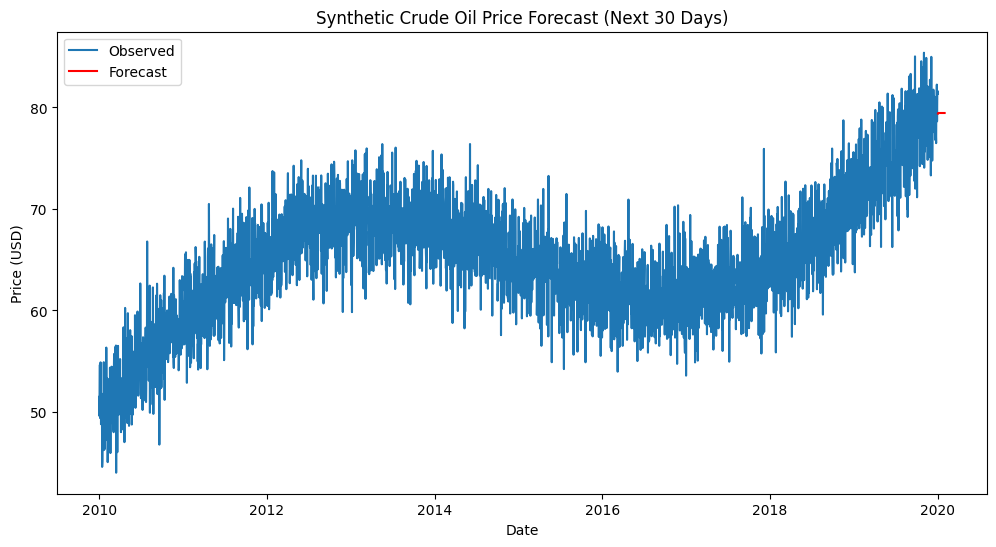 Synthetic Crude Oil Price Forecast (Next 30 Days)
Observed
Forecast
Price (USD)
80
70
60
50
2010 2012 2014 2016 2018 2020
Date